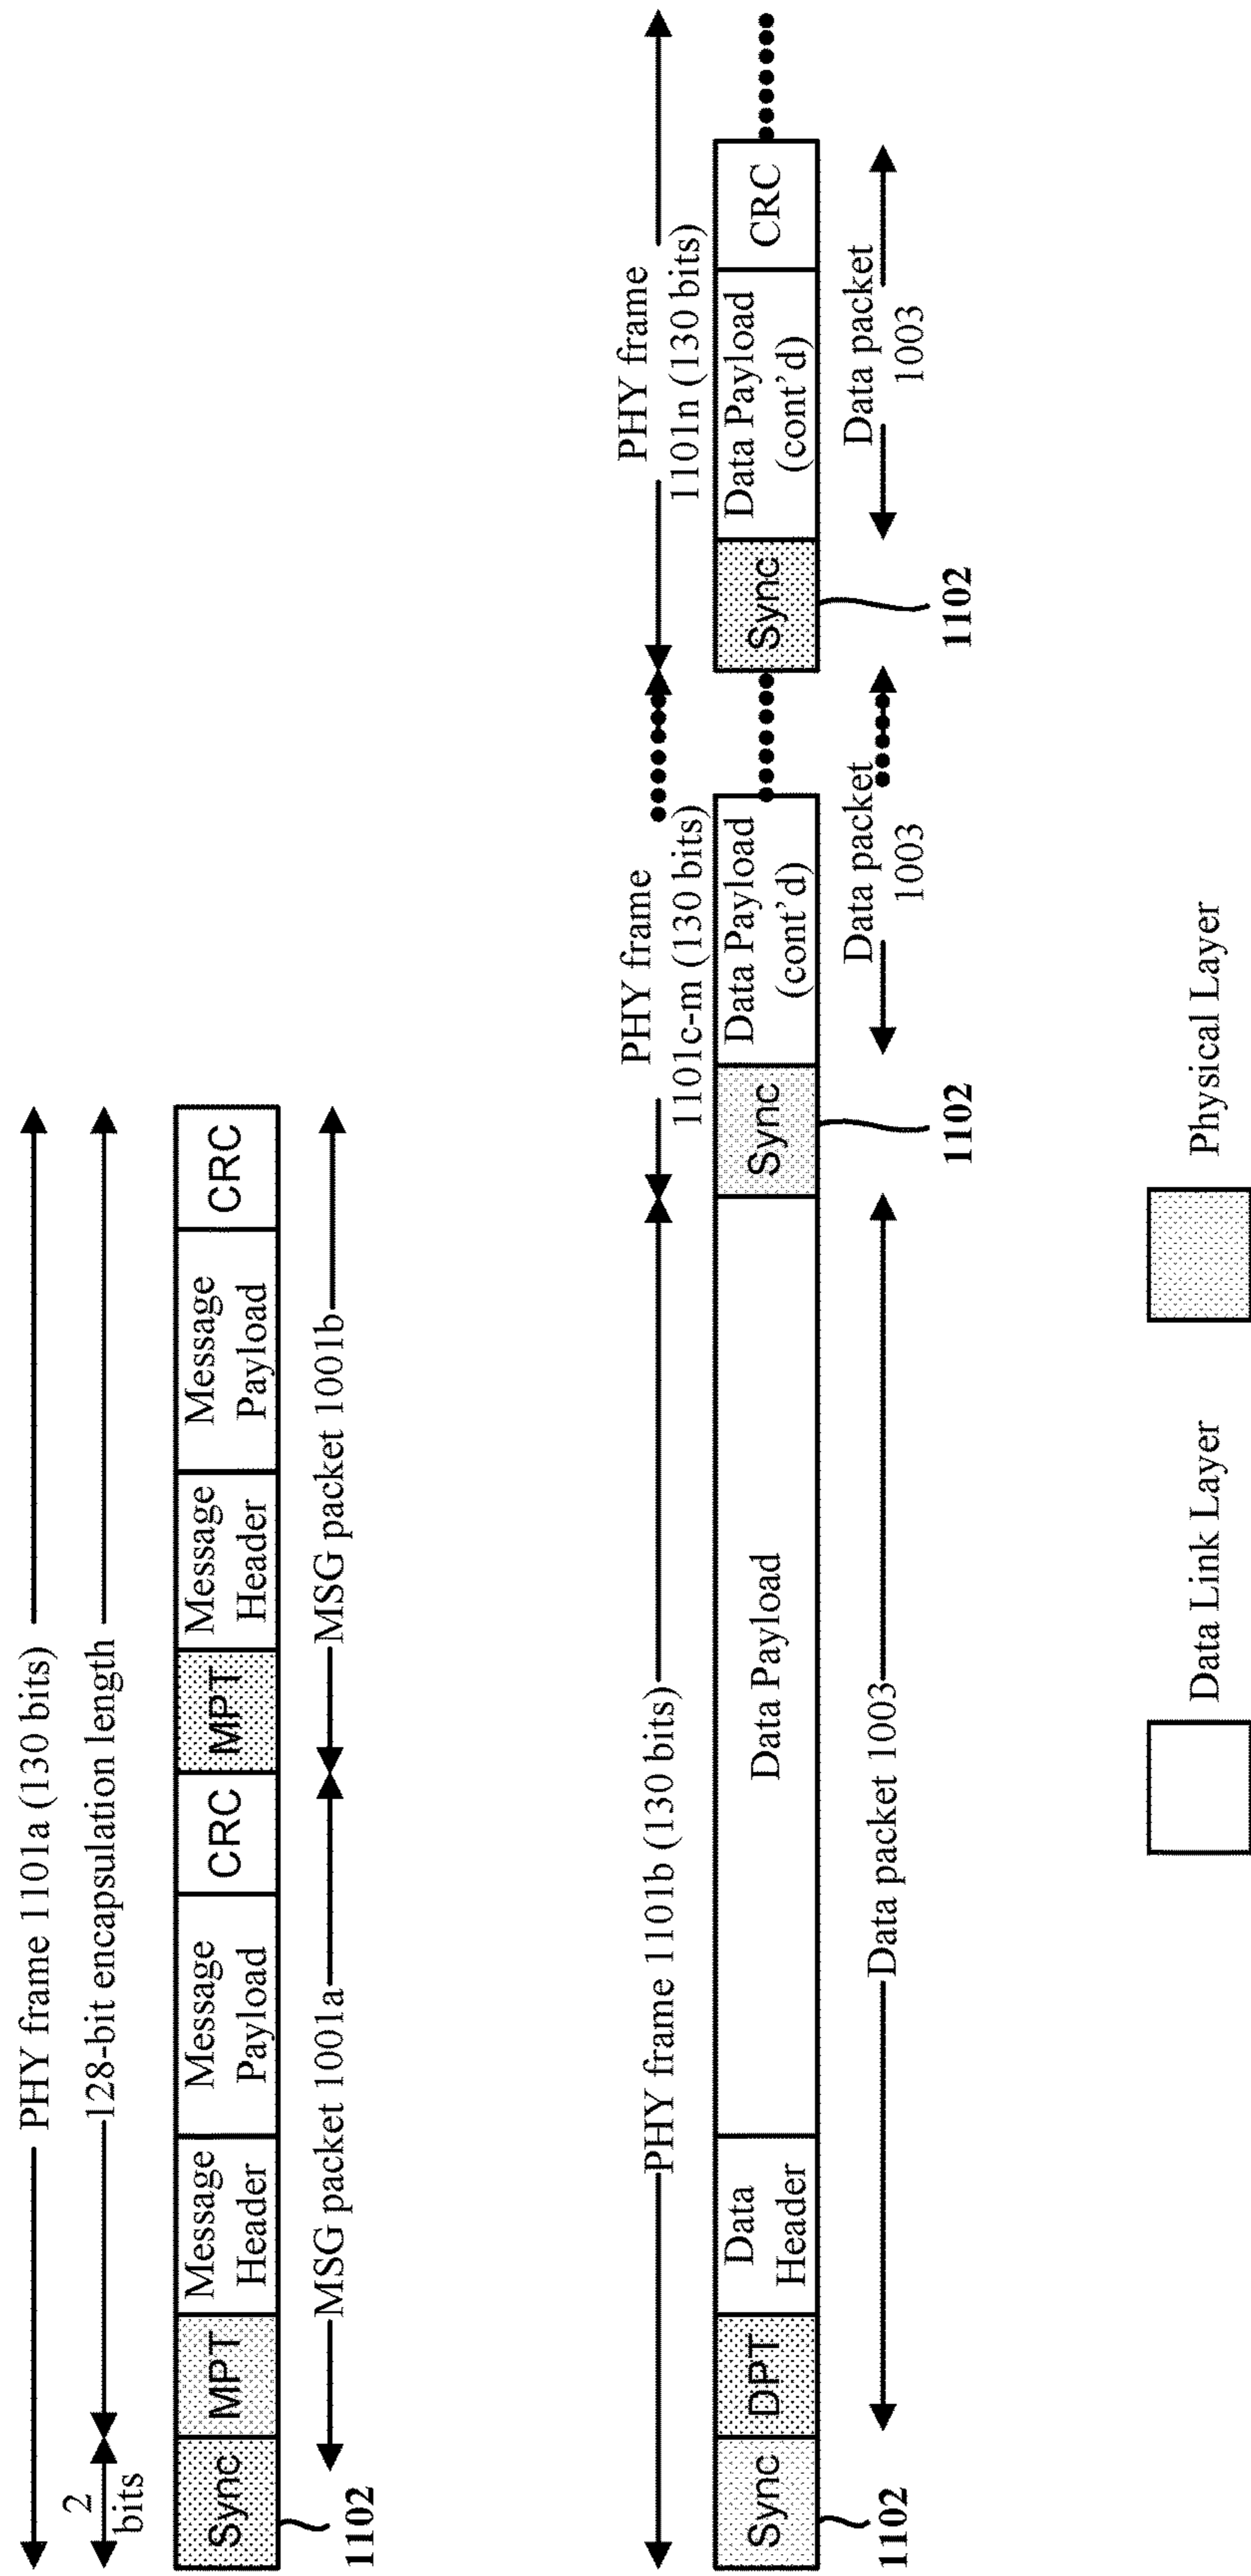 PHY frame 1101a (130 bits)
2
bits
128-bit encapsulation length
Sync
MPT
Message
Header
Message
Payload
CRC
MPT
Message
Header
Message
Payload
CRC
1102
MSG packet 1001a
MSG packet 1001b
PHY frame 1101b (130 bits)
PHY frame
1101c-m (130 bits)
PHY frame
1101n (130 bits)
Sync
DPT
Data
Header
Data Payload
Sync
Data Payload
(cont'd)
Sync
Data Payload
(cont'd)
CRC
1102
Data packet 1003
1102
Data packet
1003
1102
Data packet
1003
Data Link Layer
Physical Layer